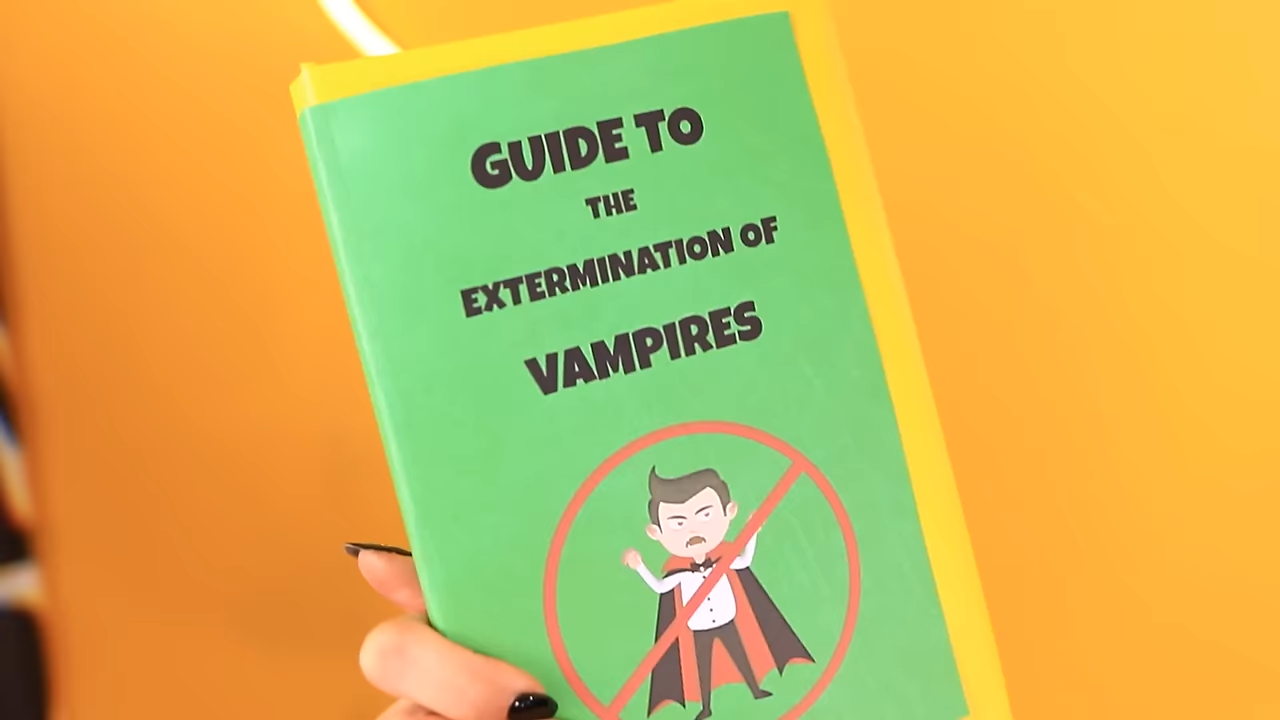 GUIDE TO
THE
EXTERMINATION OF
VAMPIRES